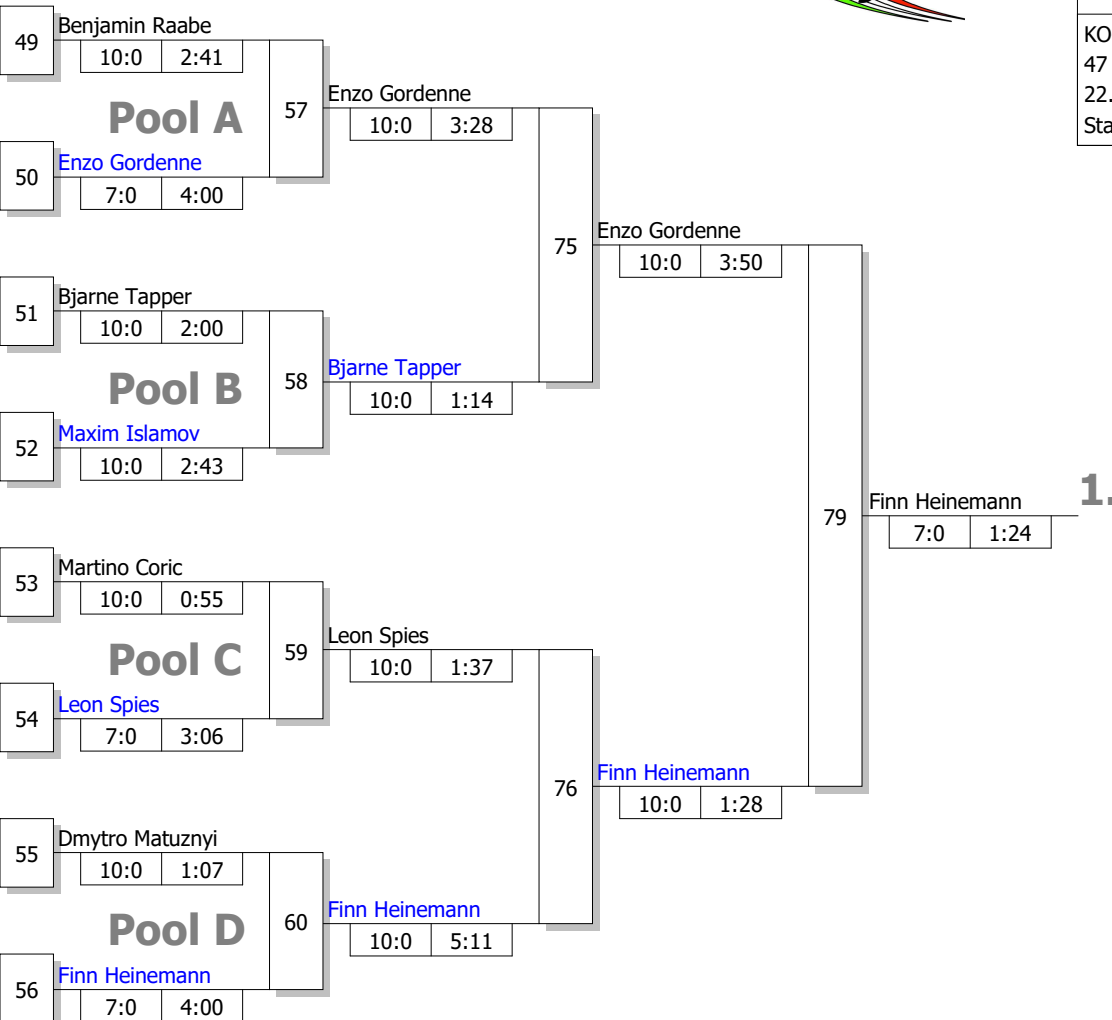 KO
47
22.
Sta
49
Benjamin Raabe
10:0 2:41
Pool A
57
Enzo Gordenne
10:0 3:28
50
Enzo Gordenne
7:0 4:00
75
Enzo Gordenne
10:0 3:50
51
Bjarne Tapper
10:0 2:00
Pool B
58
Bjarne Tapper
10:0 1:14
52
Maxim Islamov
10:0 2:43
79
Finn Heinemann
7:0 1:24
1.
53
Martino Coric
10:0 0:55
Pool C
59
Leon Spies
10:0 1:37
54
Leon Spies
7:0 3:06
76
Finn Heinemann
10:0 1:28
55
Dmytro Matuznyi
10:0 1:07
Pool D
60
Finn Heinemann
10:0 5:11
56
Finn Heinemann
7:0 4:00